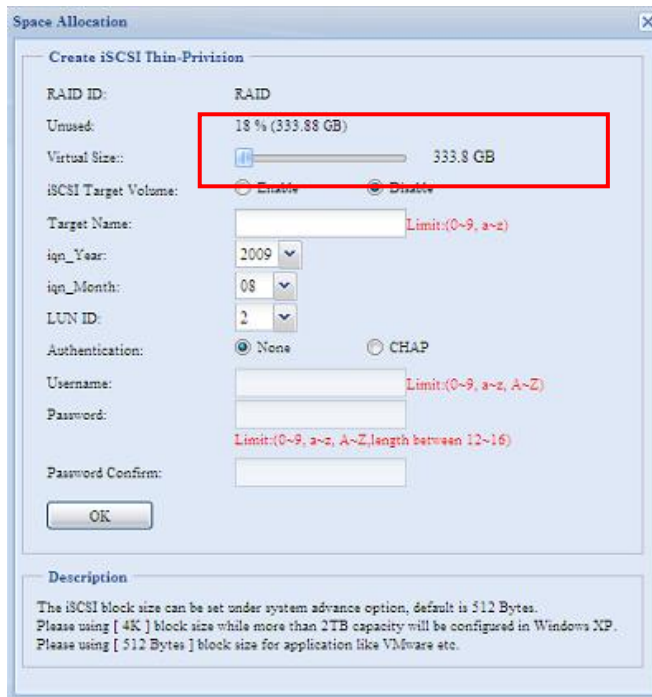 Space Allocation
Create iSCSI Thin-Privision
RAID ID: RAID
Unused: 18 % (333.88 GB)
Virtual Size:: 333.8 GB
iSCSI Target Volume: Enable Disable
Target Name: Limit:(0~9, a~z)
iqn_Year: 2009
iqn_Month: 08
LUN ID: 2
Authentication: None CHAP
Username: Limit:(0~9, a~z, A~Z)
Password:
Limit:(0~9, a~z, A~Z,length between 12~16)
Password Confirm:
OK
Description
The iSCSI block size can be set under system advance option, default is 512 Bytes.
Please using [ 4K ] block size while more than 2TB capacity will be configured in Windows XP.
Please using [ 512 Bytes ] block size for application like VMware etc.